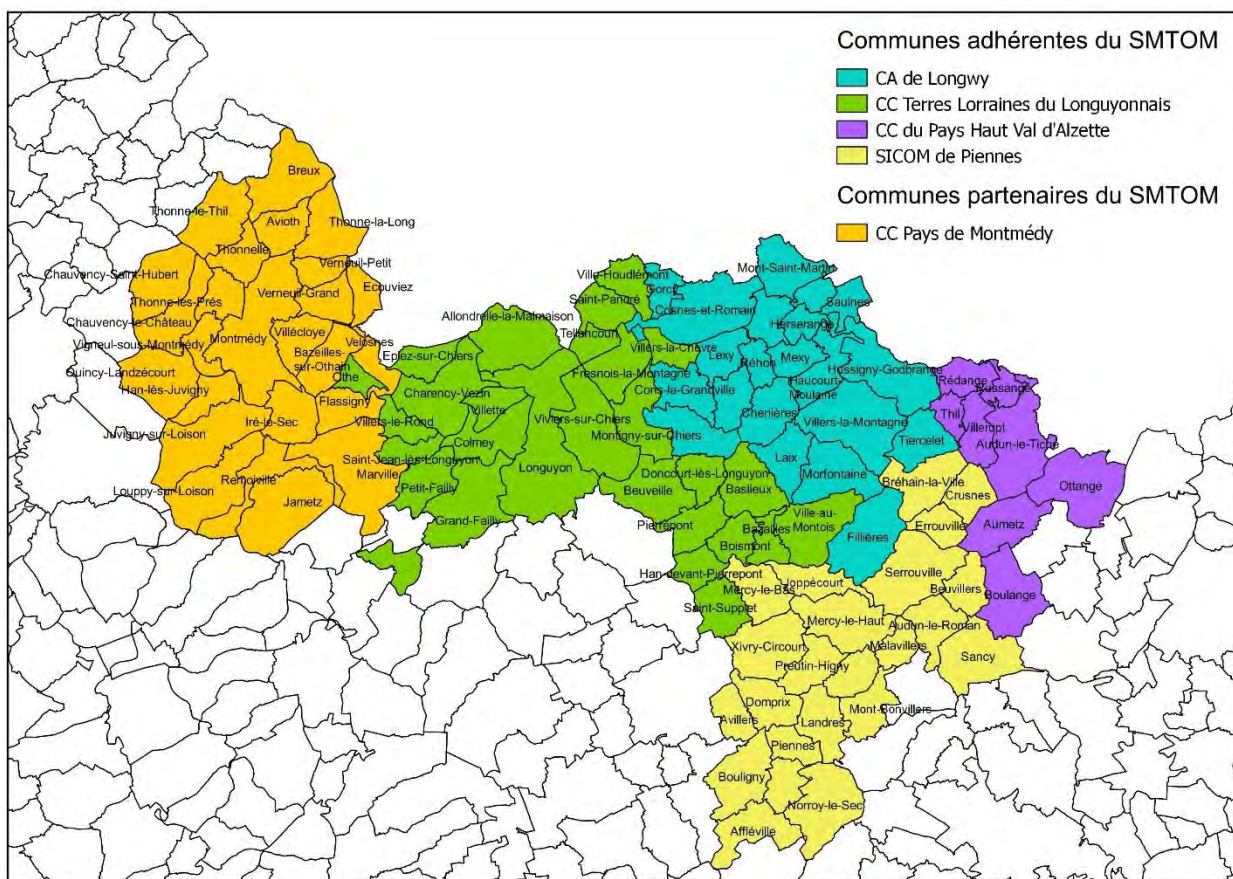 Communes adhérentes du SMTOM
CA de Longwy
CC Terres Lorraines du Longuyonnais
CC du Pays Haut Val d'Alzette
SICOM de Piennes
Communes partenaires du SMTOM
CC Pays de Montmédy
Breux
Thonne-le-Thil
Avioth
Thonne-la-Long
Thonnelle
Verneuil-Petit
Chauvency-Saint-Hubert
Ecouviez
Verneuil-Grand
Thonne-les-Prés
Chauvency-le-Château
Villécloye
Montmédy
Vigneul-sous-Montmédy
Velosnes
Bazeilles-
sur-Othain
Quincy-Landzécourt
Othe
Han-lès-Juvigny
Flassigny
Iré-le-Sec
Juvigny-sur-Loison
Marville
Remoiville
Louppy-sur-Loison
Jametz
Ville-Houdlémont
Saint-Pancré
Allondrelle-la-Malmaison
Tellancourt
Villers-la-Chèvre
Epiez-sur-Chiers
Fresnois-la-Montagne
Charency-Vezin
Villette
Viviers-sur-Chiers
Villers-le-Rond
Colmey
Montigny-sur-Chiers
Saint-Jean-lès-Longuyon
Longuyon
Doncourt-lès-Longuyon
Petit-Failly
Beuveille
Baslieux
Grand-Failly
Pierrepont
Bazailles
Ville-au-
Montois
Boismont
Han-devant-Pierrepont
Saint-Supplet
Mont-Saint-Martin
Gorcy
Saulnes
Cosnes-et-Romain
Herserange
Lexy
Réhon
Mexy
Hussigny-Godbrange
Haucourt-
Moulaine
Cons-la-Grandville
Chenières
Villers-la-Montagne
Tiercelet
Laix
Morfontaine
Fillières
Rédange
Russange
Thil
Villerupt
Audun-le-Tiche
Ottange
Aumetz
Boulange
Bréhain-la-Ville
Crusnes
Errouville
Serrouville
Beuvillers
Joppécourt
Mercy-le-Bas
Mercy-le-Haut
Audun-le-Roman
Malavillers
Sancy
Xivry-Circourt
Preutin-Higny
Domprix
Mont-Bonvillers
Avillers
Landres
Piennes
Bouligny
Norroy-le-Sec
Affléville